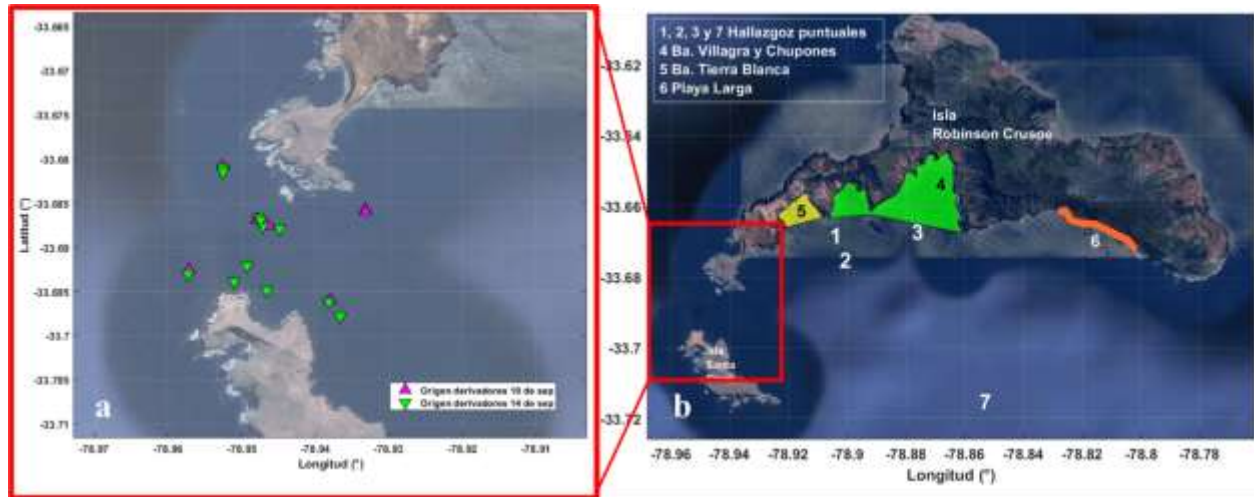 -33.665
-33.67
-33.675
-33.68
-33.685
-33.69
-33.695
-33.7
-33.705
-33.71
Latitud (°)
-78.97 -78.96 -78.95 -78.94 -78.93 -78.92 -78.91
Longitud (°)
a
Origen derivadores de sep
Origen derivadores 14 de sep
1, 2, 3 y 7 Hallazgoz puntuales
4 Ba. Villagra y Chupones
5 Ba. Tierra Blanca
6 Playa Larga
Isla
Robinson Crusoe
4
5
1
3
2
6
Isla
Santa
7
b
-33.62
-33.64
-33.66
-33.68
-33.7
-33.72
-78.96 -78.94 -78.92 -78.9 -78.88 -78.86 -78.84 -78.82 -78.8 -78.78
Longitud (°)